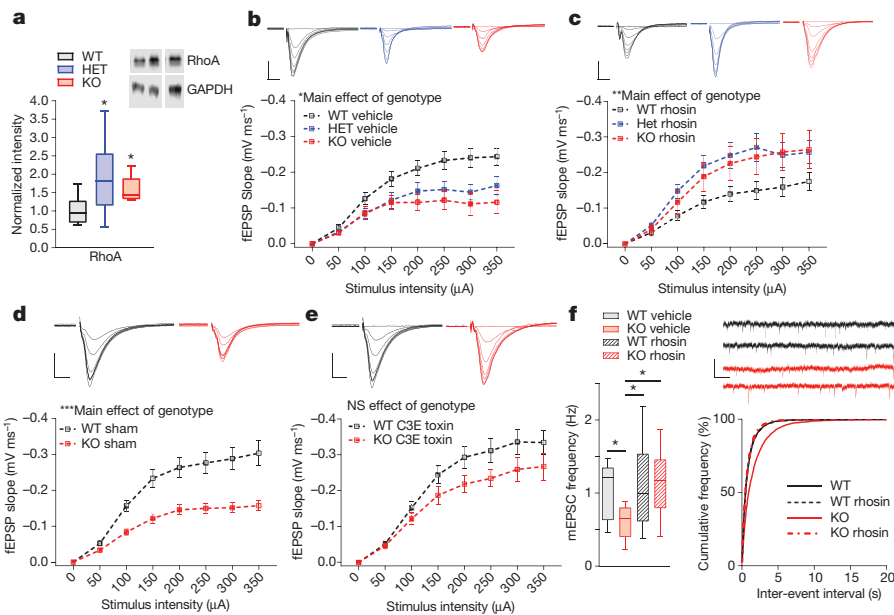 a
WT
HET
KO
RhoA
GAPDH
Normalized intensity
4.0
3.5
3.0
2.5
2.0
1.5
1.0
0.5
0.0
*
*
RhoA
b
*Main effect of genotype
WT vehicle
HET vehicle
KO vehicle
fEPSP Slope (mV ms⁻¹)
−0.4
−0.3
−0.2
−0.1
0.0
0
50
100
150
200
250
300
350
Stimulus intensity (µA)
c
**Main effect of genotype
WT rhosin
Het rhosin
KO rhosin
fEPSP slope (mV ms⁻¹)
−0.4
−0.3
−0.2
−0.1
0.0
0
50
100
150
200
250
300
350
Stimulus intensity (µA)
d
***Main effect of genotype
WT sham
KO sham
fEPSP slope (mV ms⁻¹)
−0.4
−0.3
−0.2
−0.1
0.0
0
50
100
150
200
250
300
350
Stimulus intensity (µA)
e
NS effect of genotype
WT C3E toxin
KO C3E toxin
fEPSP slope (mV ms⁻¹)
−0.4
−0.3
−0.2
−0.1
0.0
0
50
100
150
200
250
300
350
Stimulus intensity (µA)
f
WT vehicle
KO vehicle
WT rhosin
KO rhosin
mEPSC frequency (Hz)
3
2
1
0
*
*
*
Cumulative frequency (%)
100
50
0
WT
WT rhosin
KO
KO rhosin
0
5
10
15
20
Inter-event interval (s)